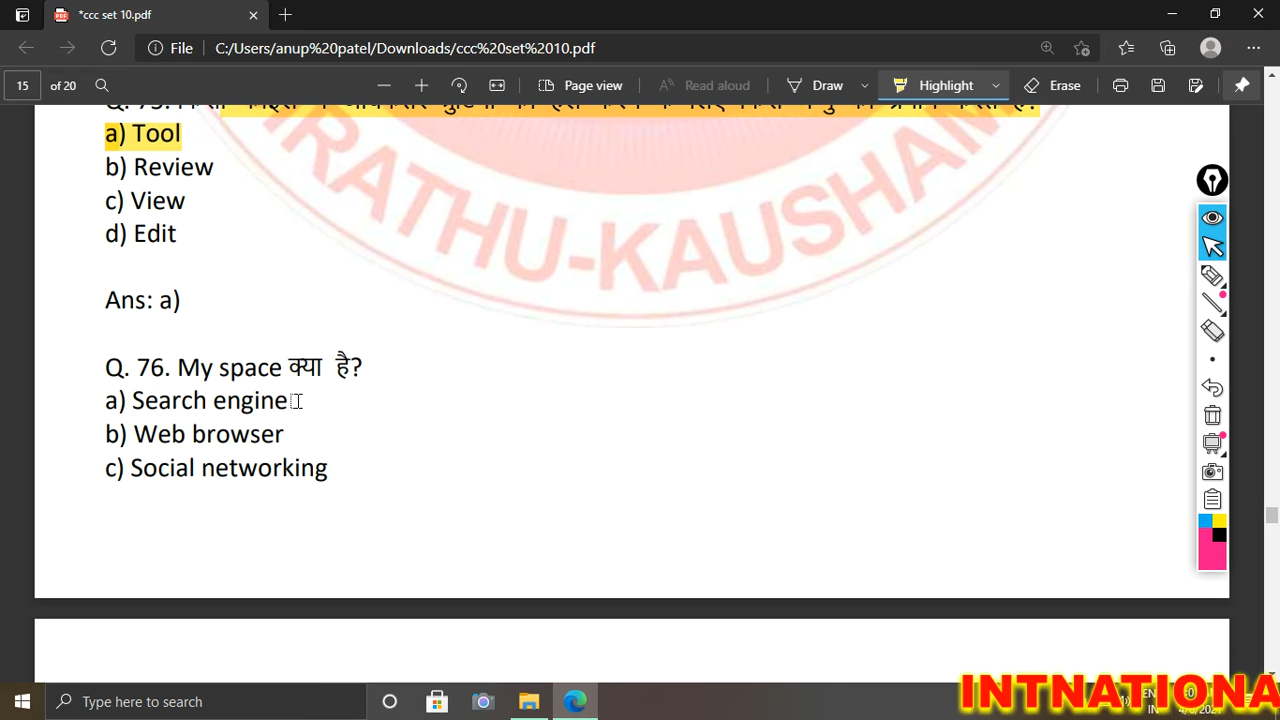 *ccc set 10.pdf
File C:/Users/anup%20patel/Downloads/ccc%20set%2010.pdf
15 of 20 Page view Read aloud Draw Highlight Erase
a) Tool
b) Review
c) View
d) Edit
Ans: a)
Q. 76. My space क्या है?
a) Search engine
b) Web browser
c) Social networking
IRATHU-KAUSHAM
Type here to search
INTNATIONA